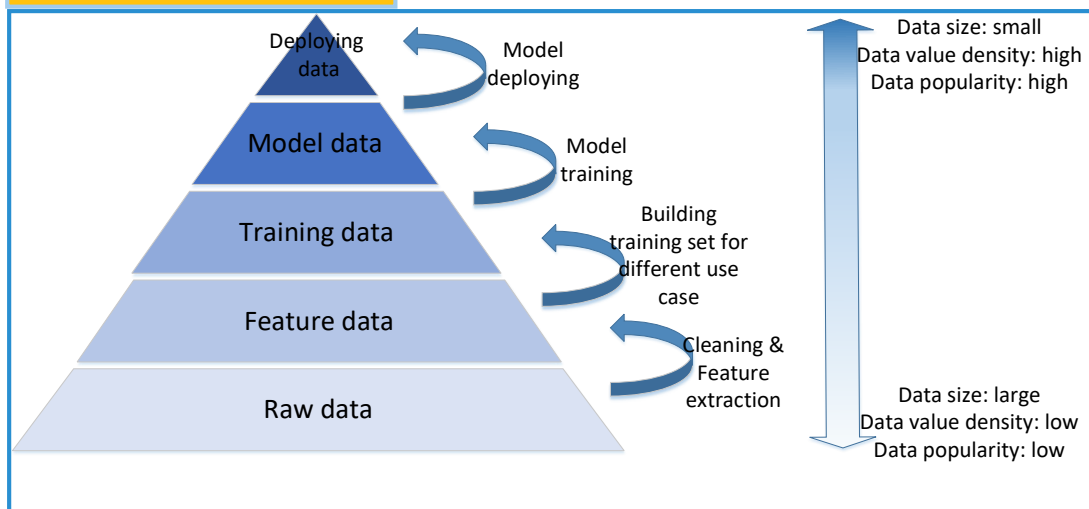 Deploying
data
Model
deploying
Model data
Model
training
Training data
Building
training set for
different use
case
Feature data
Cleaning &
Feature
extraction
Raw data
Data size: small
Data value density: high
Data popularity: high
Data size: large
Data value density: low
Data popularity: low